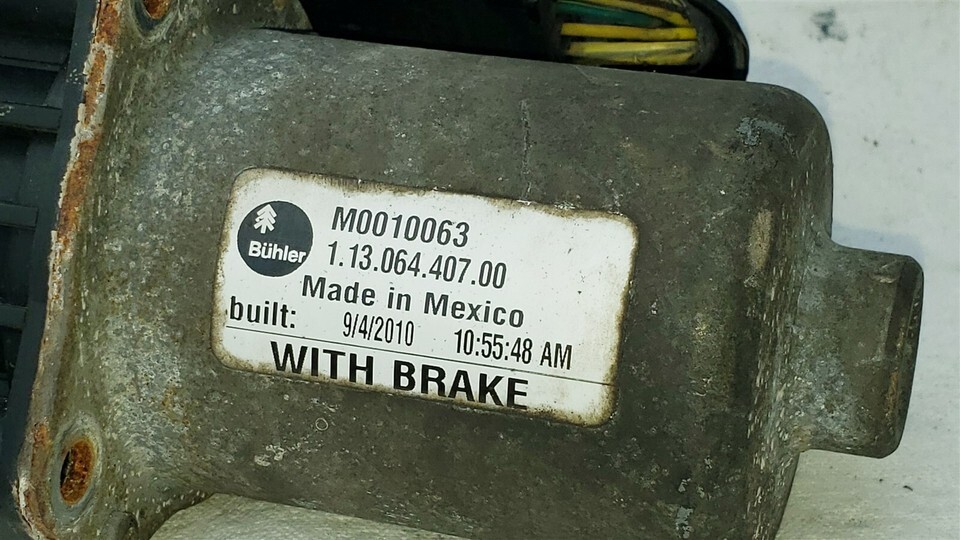 Bühler
M0010063
1.13.064.407.00
Made in Mexico
built: 9/4/2010 10:55:48 AM
WITH BRAKE